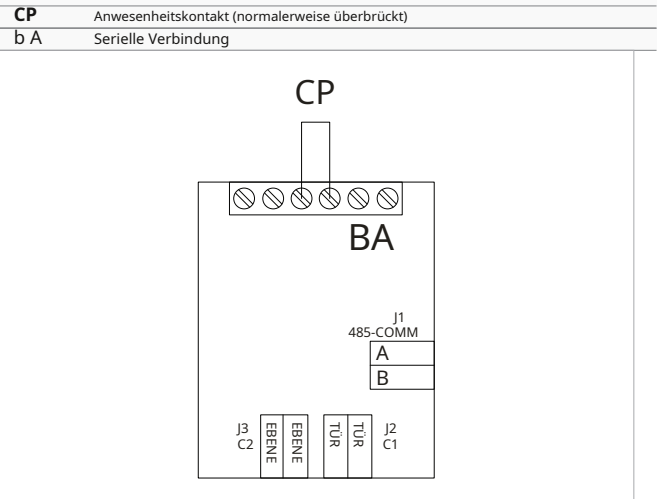 CP Anwesenheitskontakt (normalerweise überbrückt)
b A Serielle Verbindung
CP
BA
J1
485-COMM
A
B
J3
C2
EBENE
EBENE
TÜR
TÜR
J2
C1